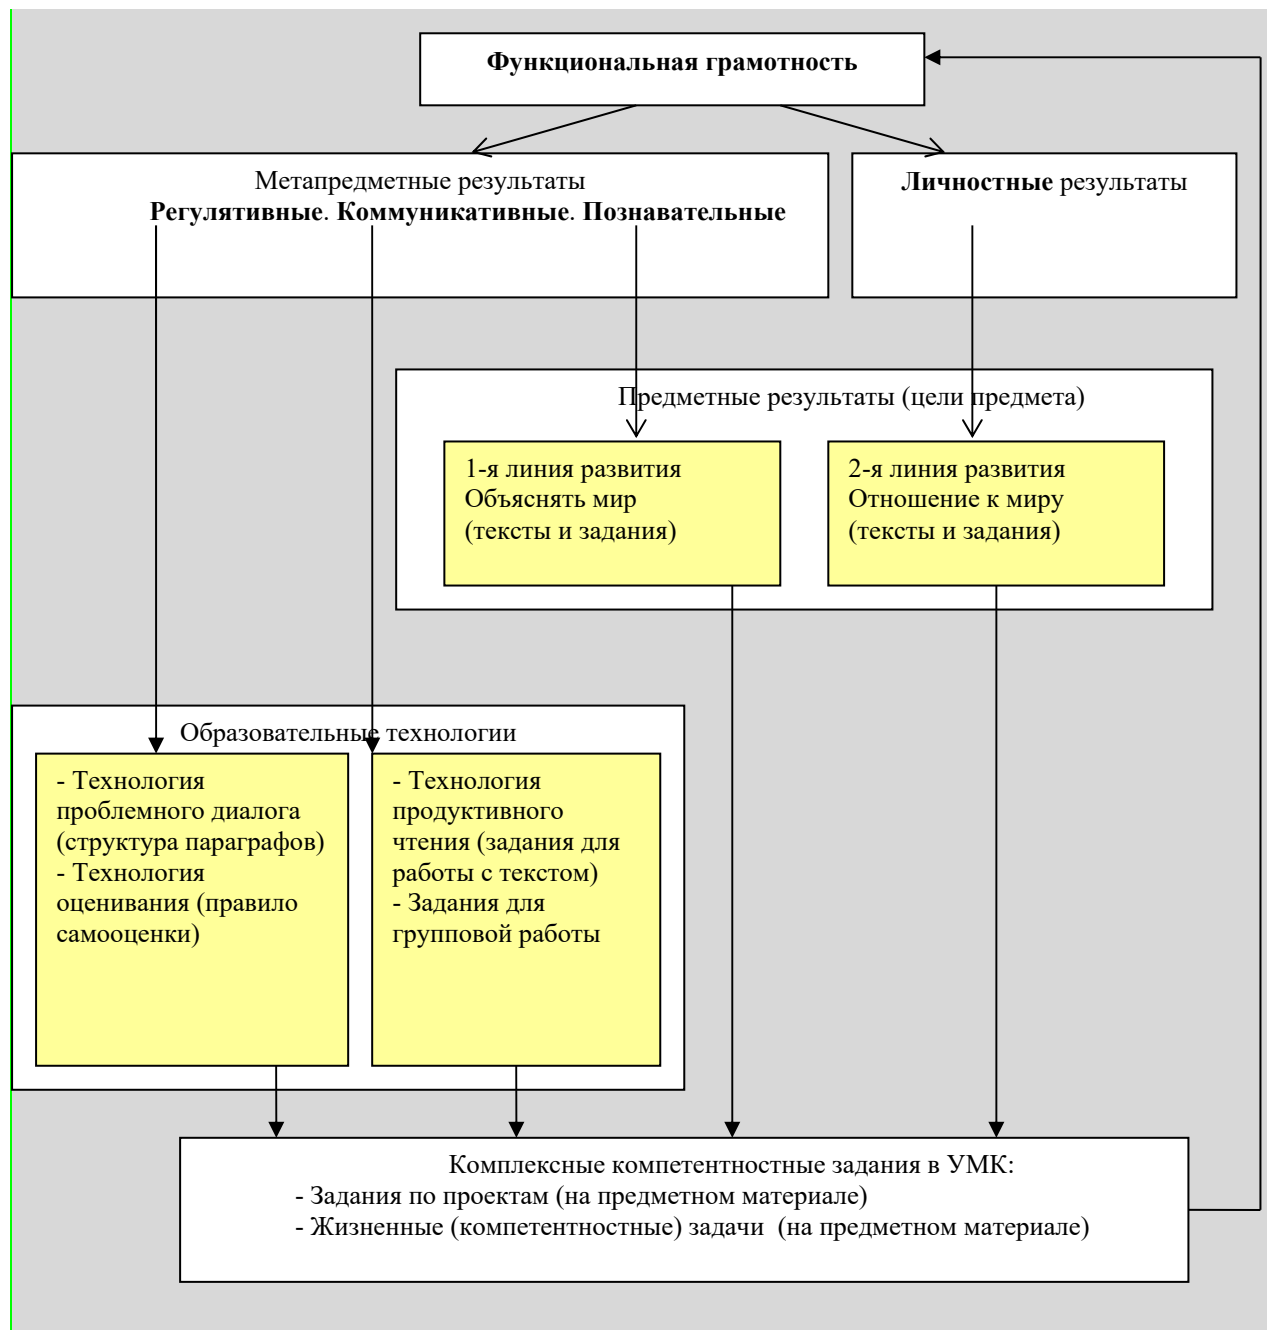 Функциональная грамотность
Метапредметные результаты
Регулятивные. Коммуникативные. Познавательные
Личностные результаты
Предметные результаты (цели предмета)
1-я линия развития
Объяснять мир
(тексты и задания)
2-я линия развития
Отношение к миру
(тексты и задания)
Образовательные технологии
- Технология
проблемного диалога
(структура параграфов)
- Технология
оценивания (правило
самооценки)
- Технология
продуктивного
чтения (задания для
работы с текстом)
- Задания для
групповой работы
Комплексные компетентностные задания в УМК:
- Задания по проектам (на предметном материале)
- Жизненные (компетентностные) задачи  (на предметном материале)